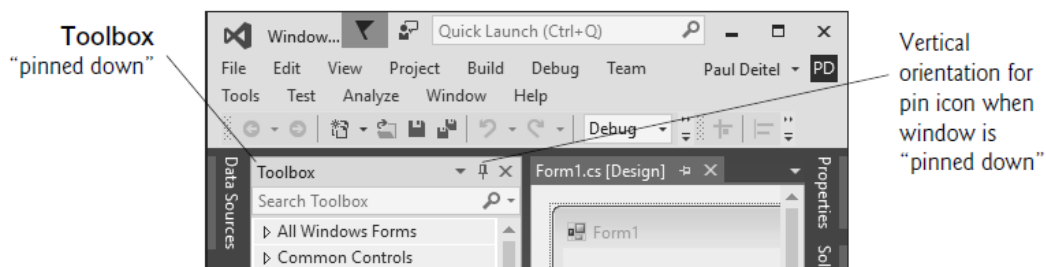 Toolbox
“pinned down”
Window...
Quick Launch (Ctrl+Q)
File Edit View Project Build Debug Team Paul Deitel PD
Tools Test Analyze Window Help
Debug
Data Sources
Toolbox
Form1.cs [Design]
Search Toolbox
All Windows Forms
Common Controls
Form1
Properties
Sol
Vertical
orientation for
pin icon when
window is
“pinned down”